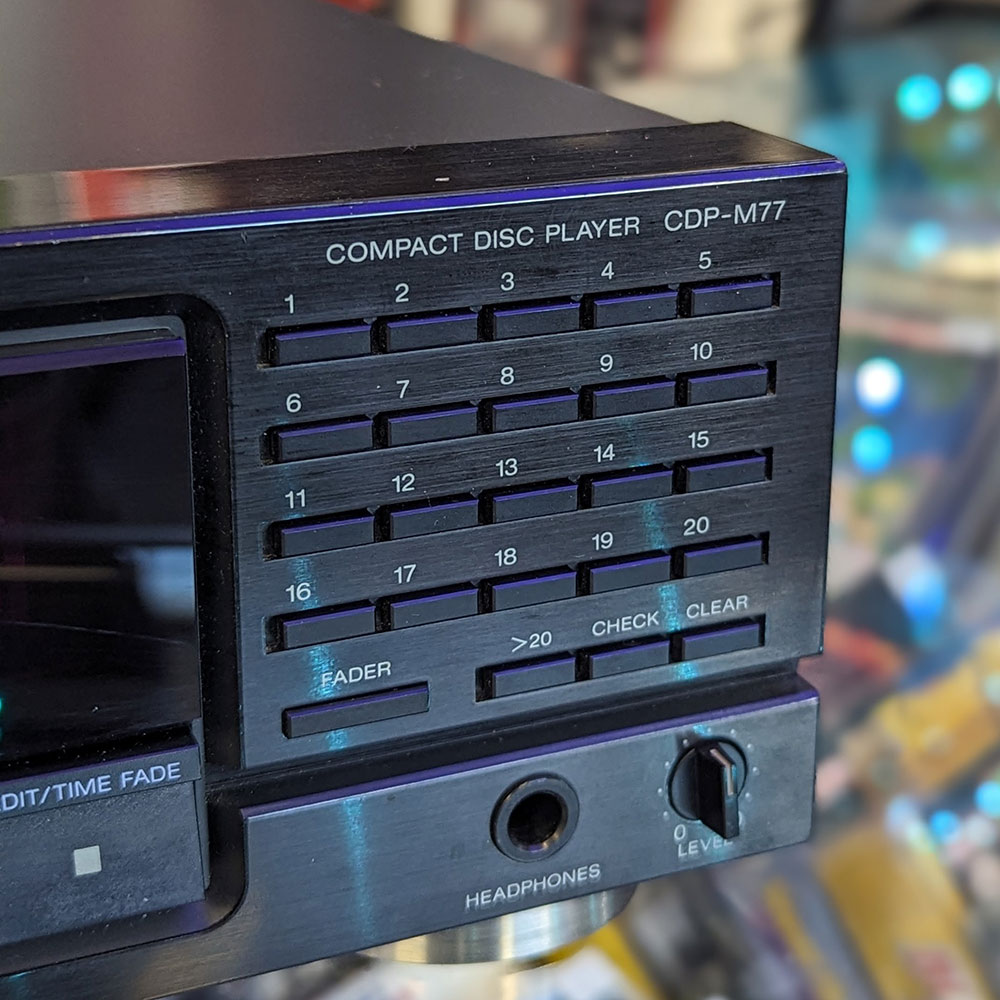 COMPACT DISC PLAYER CDP-M77
1 2 3 4 5
6 7 8 9 10
11 12 13 14 15
16 17 18 19 20
FADER >20 CHECK CLEAR
DIT/TIME FADE
0
LEVEL
HEADPHONES